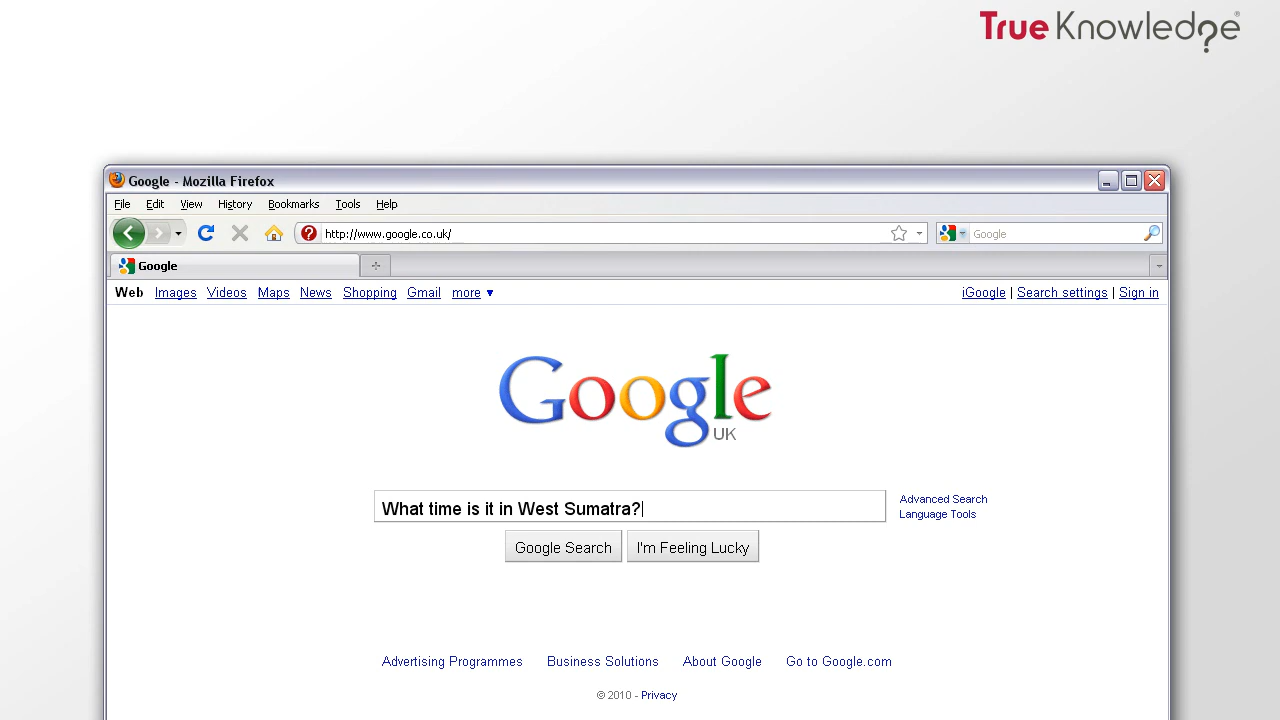 True Knowledge®
Google - Mozilla Firefox
File Edit View History Bookmarks Tools Help
http://www.google.co.uk/ Google
Google
Web Images Videos Maps News Shopping Gmail more ▼ iGoogle | Search settings | Sign in
Google
UK
What time is it in West Sumatra?
Advanced Search
Language Tools
Google Search I'm Feeling Lucky
Advertising Programmes Business Solutions About Google Go to Google.com
© 2010 - Privacy